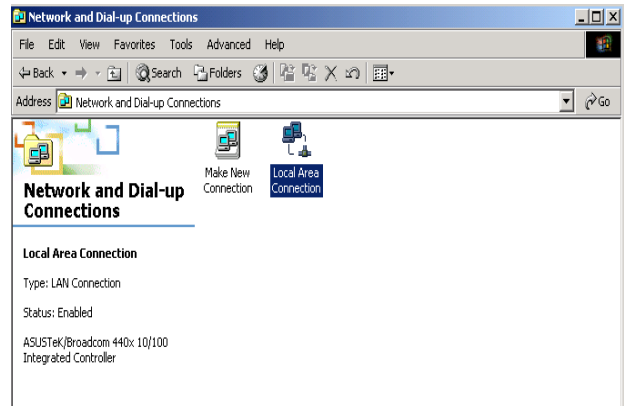 Network and Dial-up Connections
File Edit View Favorites Tools Advanced Help
Back Search Folders
Address Network and Dial-up Connections Go
Make New Connection
Local Area Connection
Network and Dial-up
Connections
Local Area Connection
Type: LAN Connection
Status: Enabled
ASUSTeK/Broadcom 440x 10/100
Integrated Controller